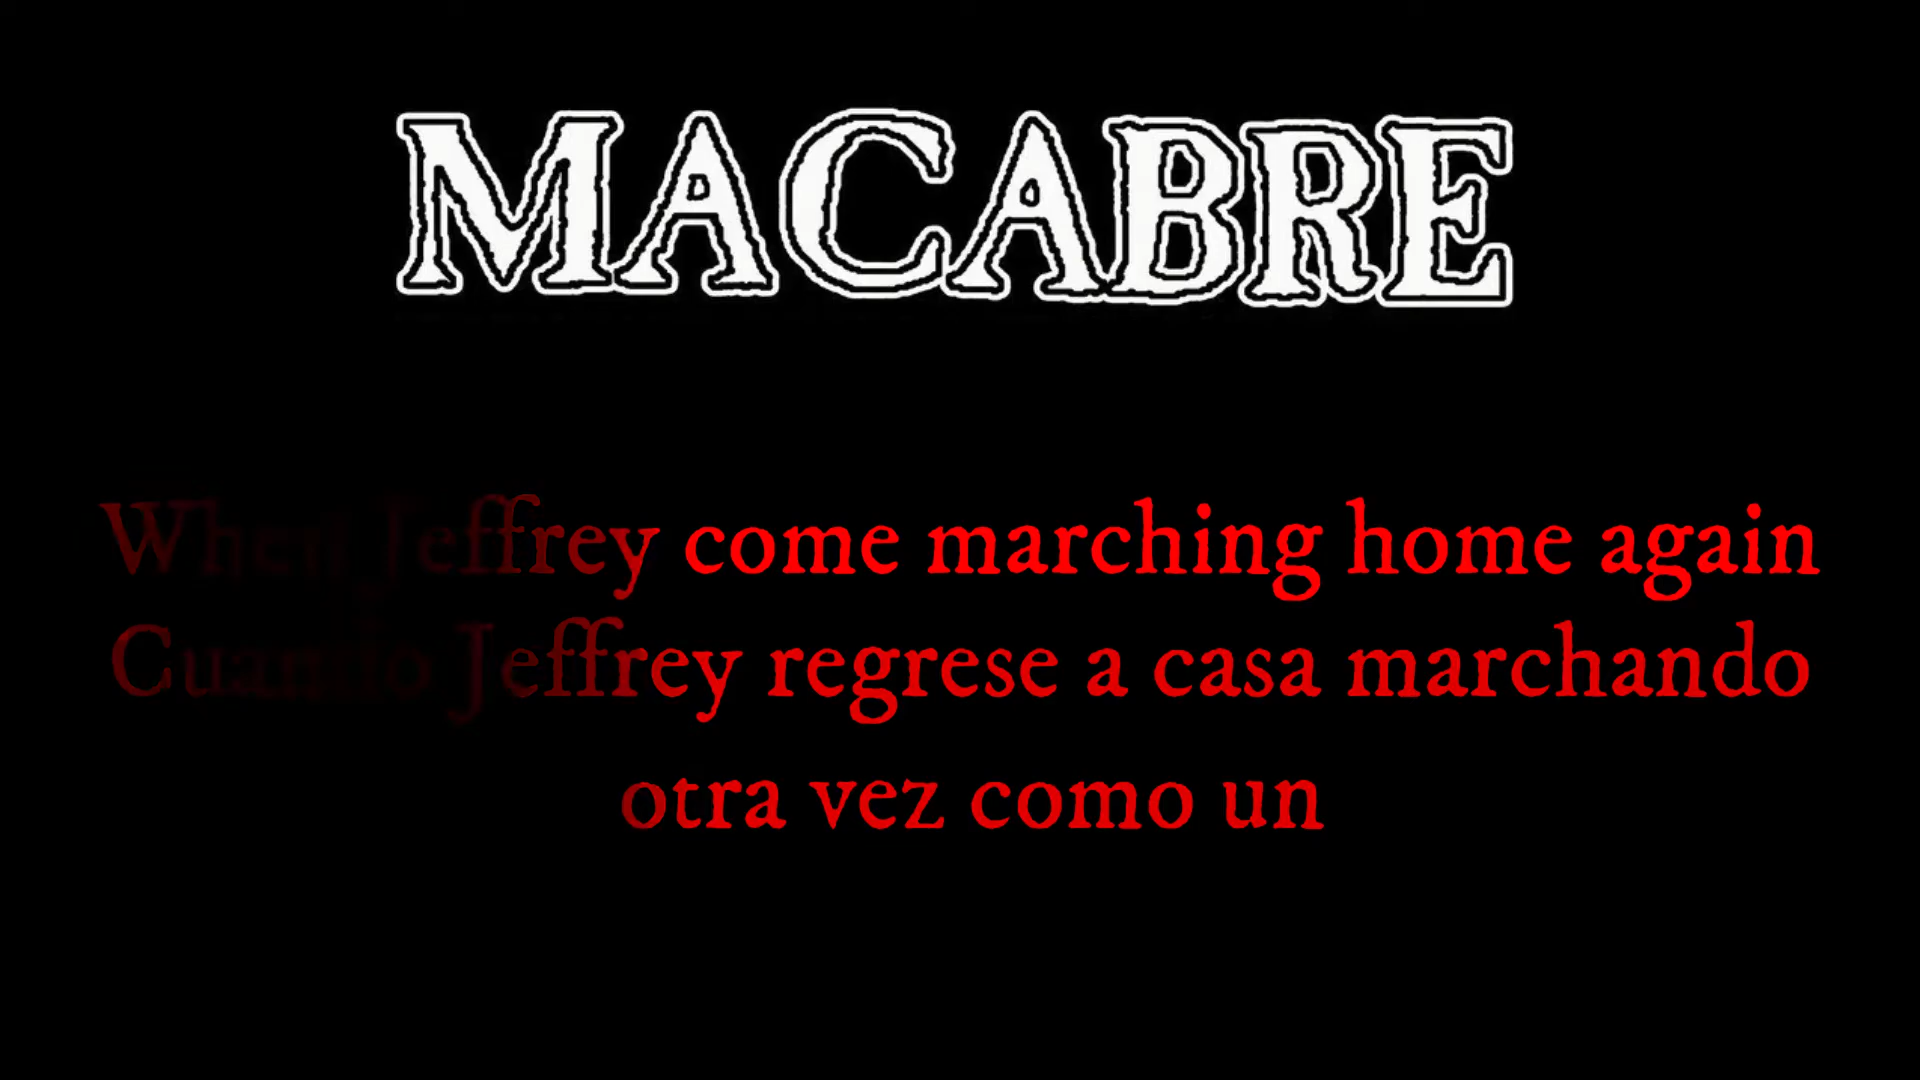 MACABRE
When Jeffrey come marching home again
Cuando Jeffrey regrese a casa marchando
otra vez como un